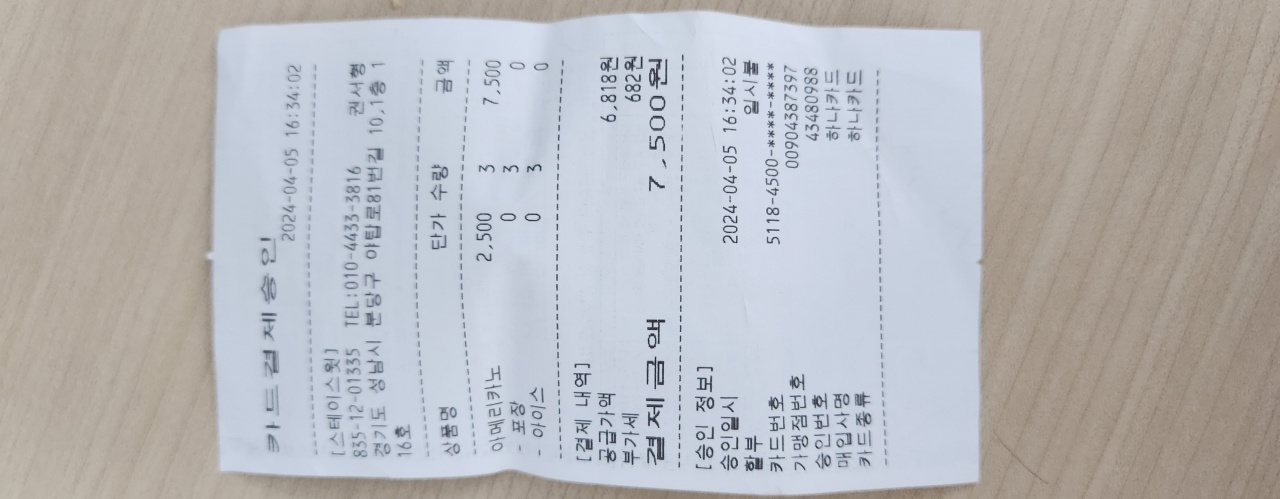 카드결제승인
2024-04-05 16:34:02
[스테이스윗]
835-12-01335 TEL:010-4433-3816 권서형
경기도 성남시 분당구 야탑로81번길 10,1층 1
16호
상품명 단가 수량 금액
아메리카노 2,500 3 7,500
- 포장 0 3 0
- 아이스 0 3 0
[결제 내역]
공급가액 6,818원
부가세 682원
결제금액 7,500원
[승인 정보]
승인일시 2024-04-05 16:34:02
할부 일시불
카드번호 5118-4500-****-****
가맹점번호 00904387397
승인번호 43480988
매입사명 하나카드
카드종류 하나카드